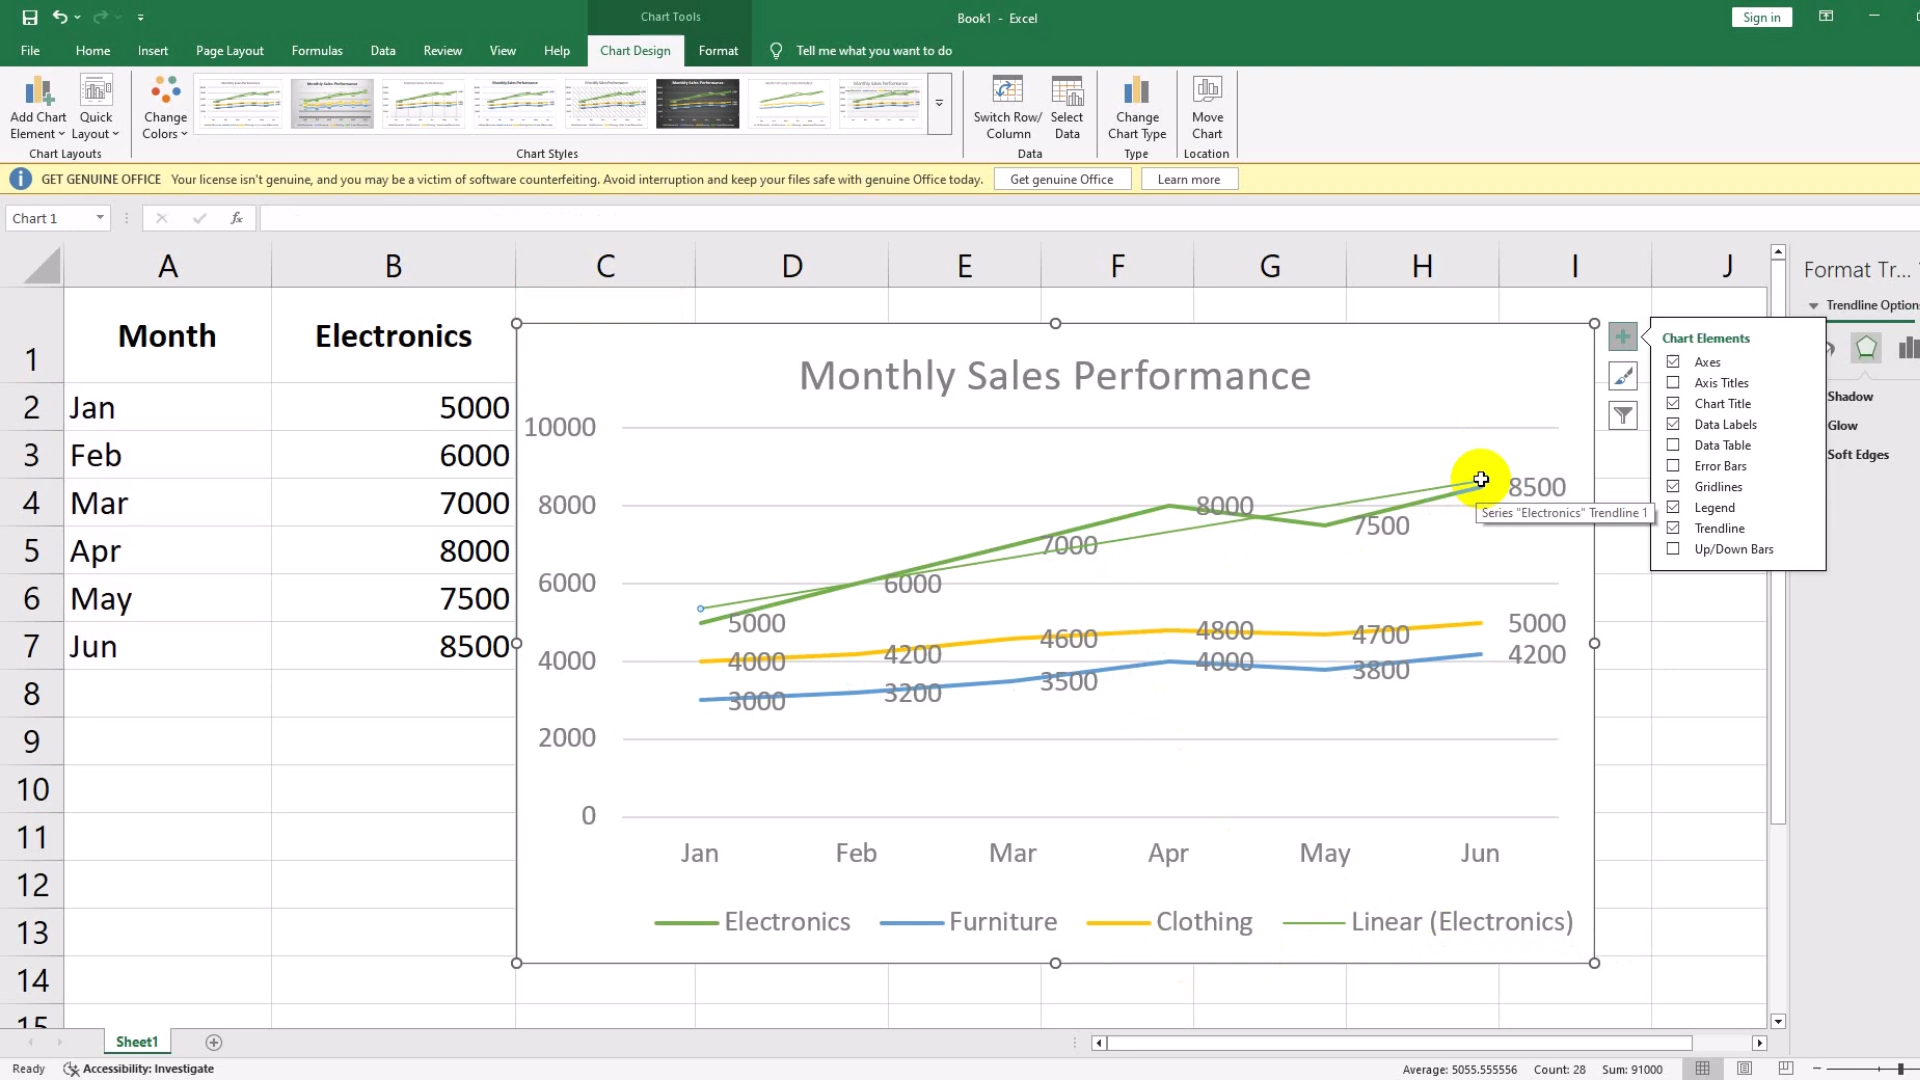 Chart Tools
Book1 - Excel
Sign in
File Home Insert Page Layout Formulas Data Review View Help Chart Design Format Tell me what you want to do
Add Chart Element
Quick Layout
Change Colors
Switch Row/ Column
Select Data
Change Chart Type
Move Chart
Chart Layouts Chart Styles Data Type Location
GET GENUINE OFFICE Your license isn't genuine, and you may be a victim of software counterfeiting. Avoid interruption and keep your files safe with genuine Office today. Get genuine Office Learn more
Chart 1 fx
A B C D E F G H I J
1 Month Electronics
2 Jan 5000
3 Feb 6000
4 Mar 7000
5 Apr 8000
6 May 7500
7 Jun 8500
8
9
10
11
12
13
14
15
Monthly Sales Performance
10000
8000
6000
4000
2000
0
5000 6000 7000 8000 7500 8500
4000 4200 4600 4800 4700 5000
3000 3200 3500 4000 3800 4200
Series "Electronics" Trendline 1
Jan Feb Mar Apr May Jun
Electronics Furniture Clothing Linear (Electronics)
Chart Elements
Axes
Axis Titles
Chart Title
Data Labels
Data Table
Error Bars
Gridlines
Legend
Trendline
Up/Down Bars
Format Tr...
Trendline Option
Shadow
Glow
Soft Edges
Sheet1
Ready Accessibility: Investigate Average: 5055.555556 Count: 28 Sum: 91000